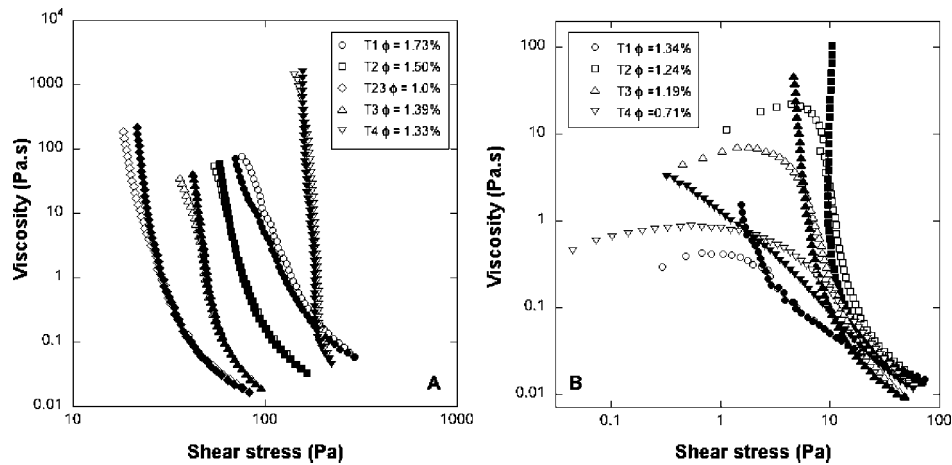 10⁴
1000
100
10
1
0.1
0.01
Viscosity (Pa.s)
T1 ϕ = 1.73%
T2 ϕ = 1.50%
T23 ϕ = 1.0%
T3 ϕ = 1.39%
T4 ϕ = 1.33%
A
10
100
1000
Shear stress (Pa)
100
10
1
0.1
0.01
Viscosity (Pa.s)
T1 ϕ =1.34%
T2 ϕ =1.24%
T3 ϕ =1.19%
T4 ϕ=0.71%
B
0.1
1
10
100
Shear stress (Pa)